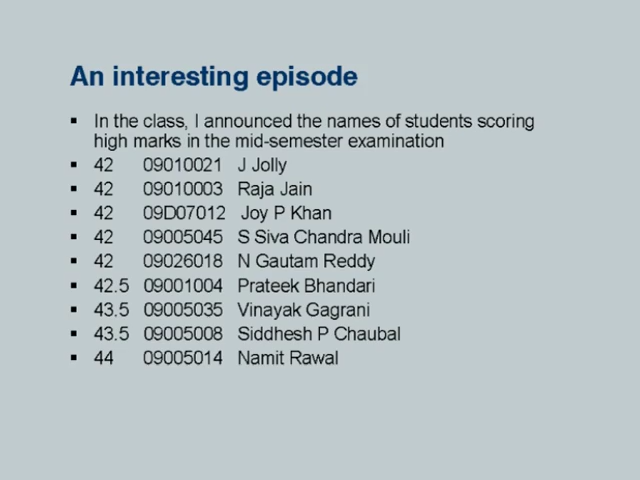 An interesting episode
▪ In the class, I announced the names of students scoring
high marks in the mid-semester examination
▪ 42 09010021 J Jolly
▪ 42 09010003 Raja Jain
▪ 42 09D07012 Joy P Khan
▪ 42 09005045 S Siva Chandra Mouli
▪ 42 09026018 N Gautam Reddy
▪ 42.5 09001004 Prateek Bhandari
▪ 43.5 09005035 Vinayak Gagrani
▪ 43.5 09005008 Siddhesh P Chaubal
▪ 44 09005014 Namit Rawal